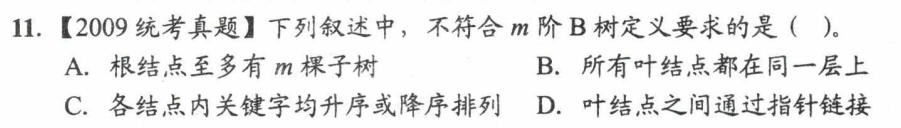 11.【2009 统考真题】下列叙述中，不符合 m 阶 B 树定义要求的是（ ）。
A. 根结点至多有 m 棵子树 B. 所有叶结点都在同一层上
C. 各结点内关键字均升序或降序排列 D. 叶结点之间通过指针链接